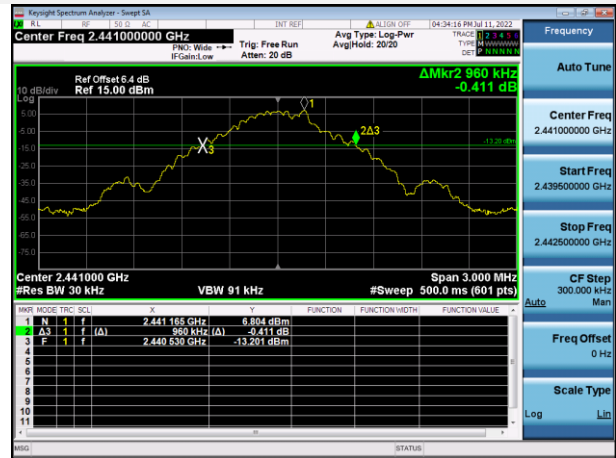 Keysight Spectrum Analyzer - Swept SA
RL RF 50 Ω AC INT REF ALIGN OFF 04:34:16 PM Jul 11, 2022
Center Freq 2.441000000 GHz
Avg Type: Log-Pwr TRACE 1 2 3 4 5 6
PNO: Wide Trig: Free Run Avg|Hold: 20/20 TYPE M WWWWW
IFGain:Low Atten: 20 dB DET P N N N N N
Frequency
Auto Tune
Ref Offset 6.4 dB ΔMkr2 960 kHz
10 dB/div Ref 15.00 dBm -0.411 dB
Log
5.00
-5.00
-15.0
-25.0
-35.0
-45.0
-55.0
-65.0
-75.0
1
2Δ3
3
-13.20 dBm
Center Freq
2.441000000 GHz
Start Freq
2.439500000 GHz
Stop Freq
2.442500000 GHz
Center 2.441000 GHz Span 3.000 MHz
#Res BW 30 kHz VBW 91 kHz #Sweep 500.0 ms (601 pts)
CF Step
300.000 kHz
Auto Man
MKR MODE TRC SCL X Y FUNCTION FUNCTION WIDTH FUNCTION VALUE
1 N 1 f 2.441 165 GHz 6.804 dBm
2 Δ3 1 f (Δ) 960 kHz (Δ) -0.411 dB
3 F 1 f 2.440 530 GHz -13.201 dBm
4
5
6
7
8
9
10
11
Freq Offset
0 Hz
Scale Type
Log Lin
MSG STATUS